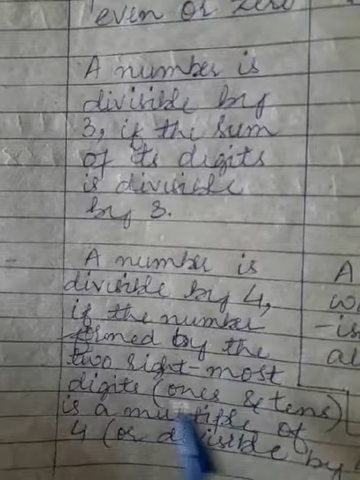 even or zero
A number is
divisible by
3, if the sum
of its digits
is divisible
by 3.
A number is
divisible by 4,
if the number
formed by the
two right-most
digits (ones & tens)
is a multiple of
4 (or divisible by
A
al